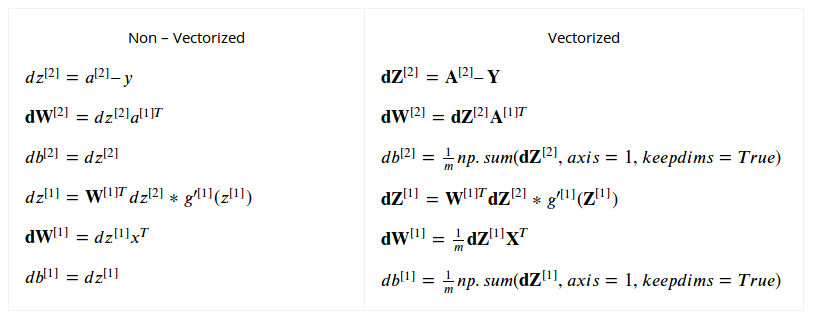 Non – Vectorized
dz[2] = a[2]– y
dW[2] = dz[2]a[1]T
db[2] = dz[2]
dz[1] = W[1]T dz[2] * g′[1](z[1])
dW[1] = dz[1]xT
db[1] = dz[1]
Vectorized
dZ[2] = A[2]– Y
dW[2] = dZ[2]A[1]T
db[2] = 1/m np. sum(dZ[2], axis = 1, keepdims = True)
dZ[1] = W[1]T dZ[2] * g′[1](Z[1])
dW[1] = 1/m dZ[1]XT
db[1] = 1/m np. sum(dZ[1], axis = 1, keepdims = True)